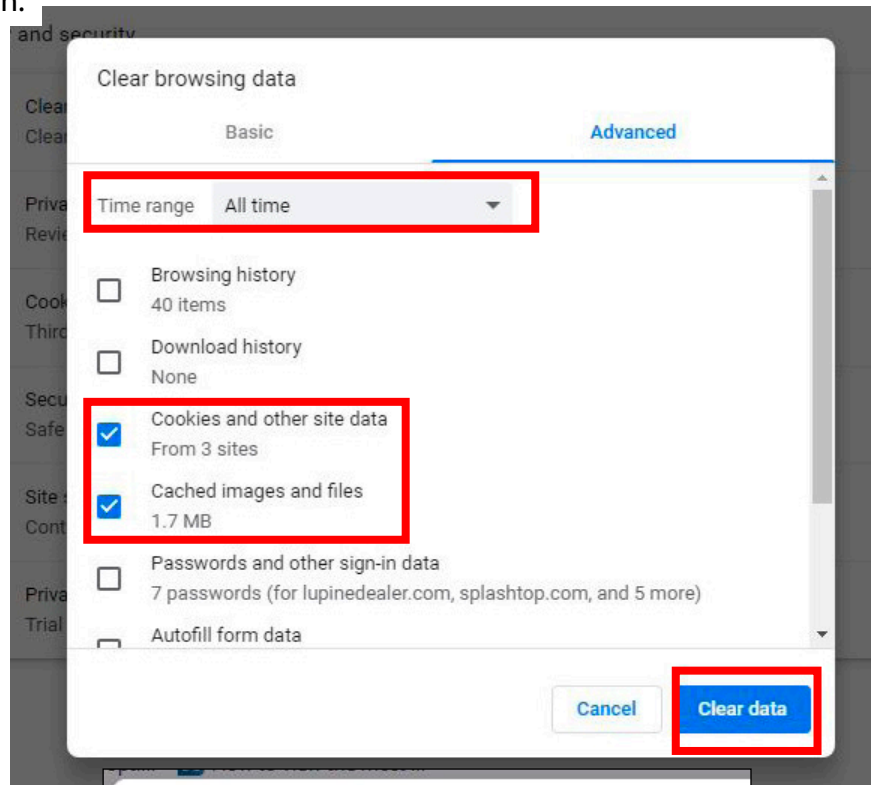 and security
Clear browsing data
Basic
Advanced
Time range
All time
Browsing history
40 items
Download history
None
Cookies and other site data
From 3 sites
Cached images and files
1.7 MB
Passwords and other sign-in data
7 passwords (for lupinedealer.com, splashtop.com, and 5 more)
Autofill form data
Trial
Safe
Cancel
Clear data